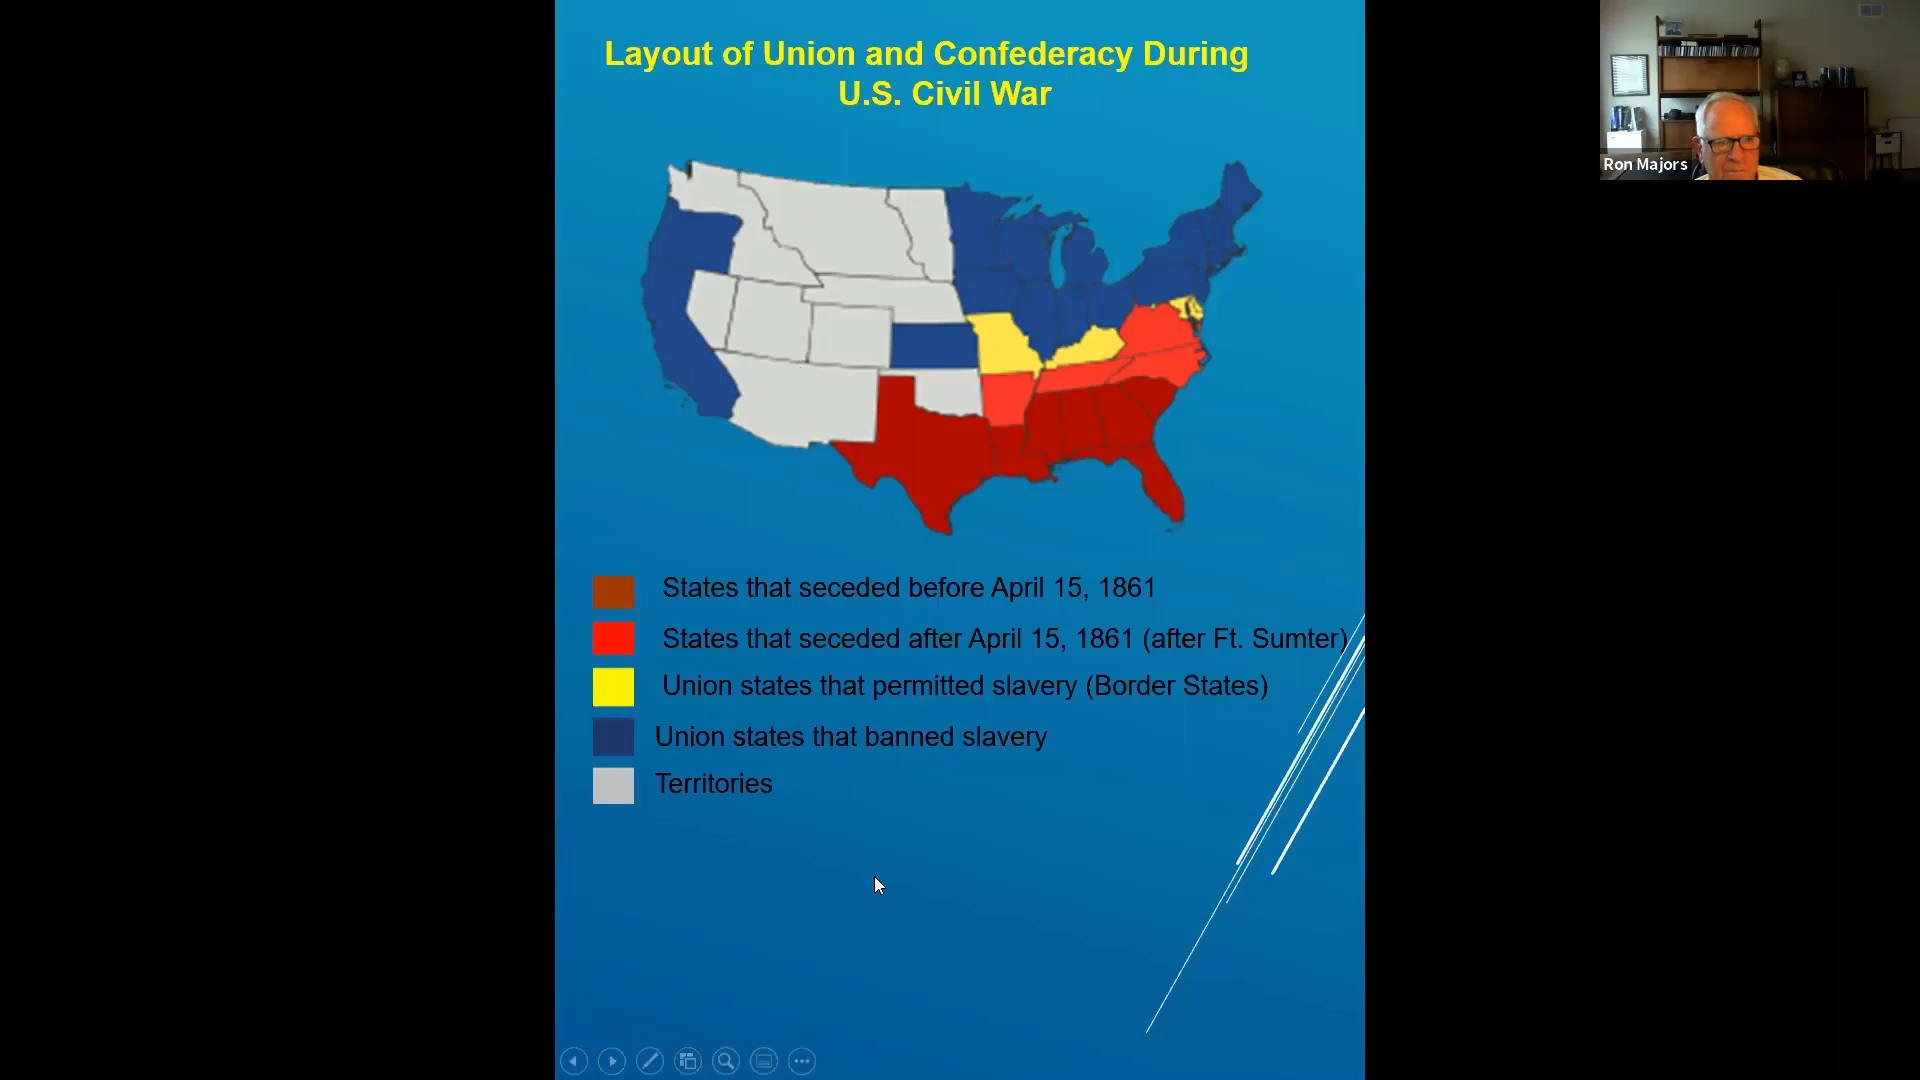 Layout of Union and Confederacy During
U.S. Civil War
Ron Majors
States that seceded before April 15, 1861
States that seceded after April 15, 1861 (after Ft. Sumter)
Union states that permitted slavery (Border States)
Union states that banned slavery
Territories